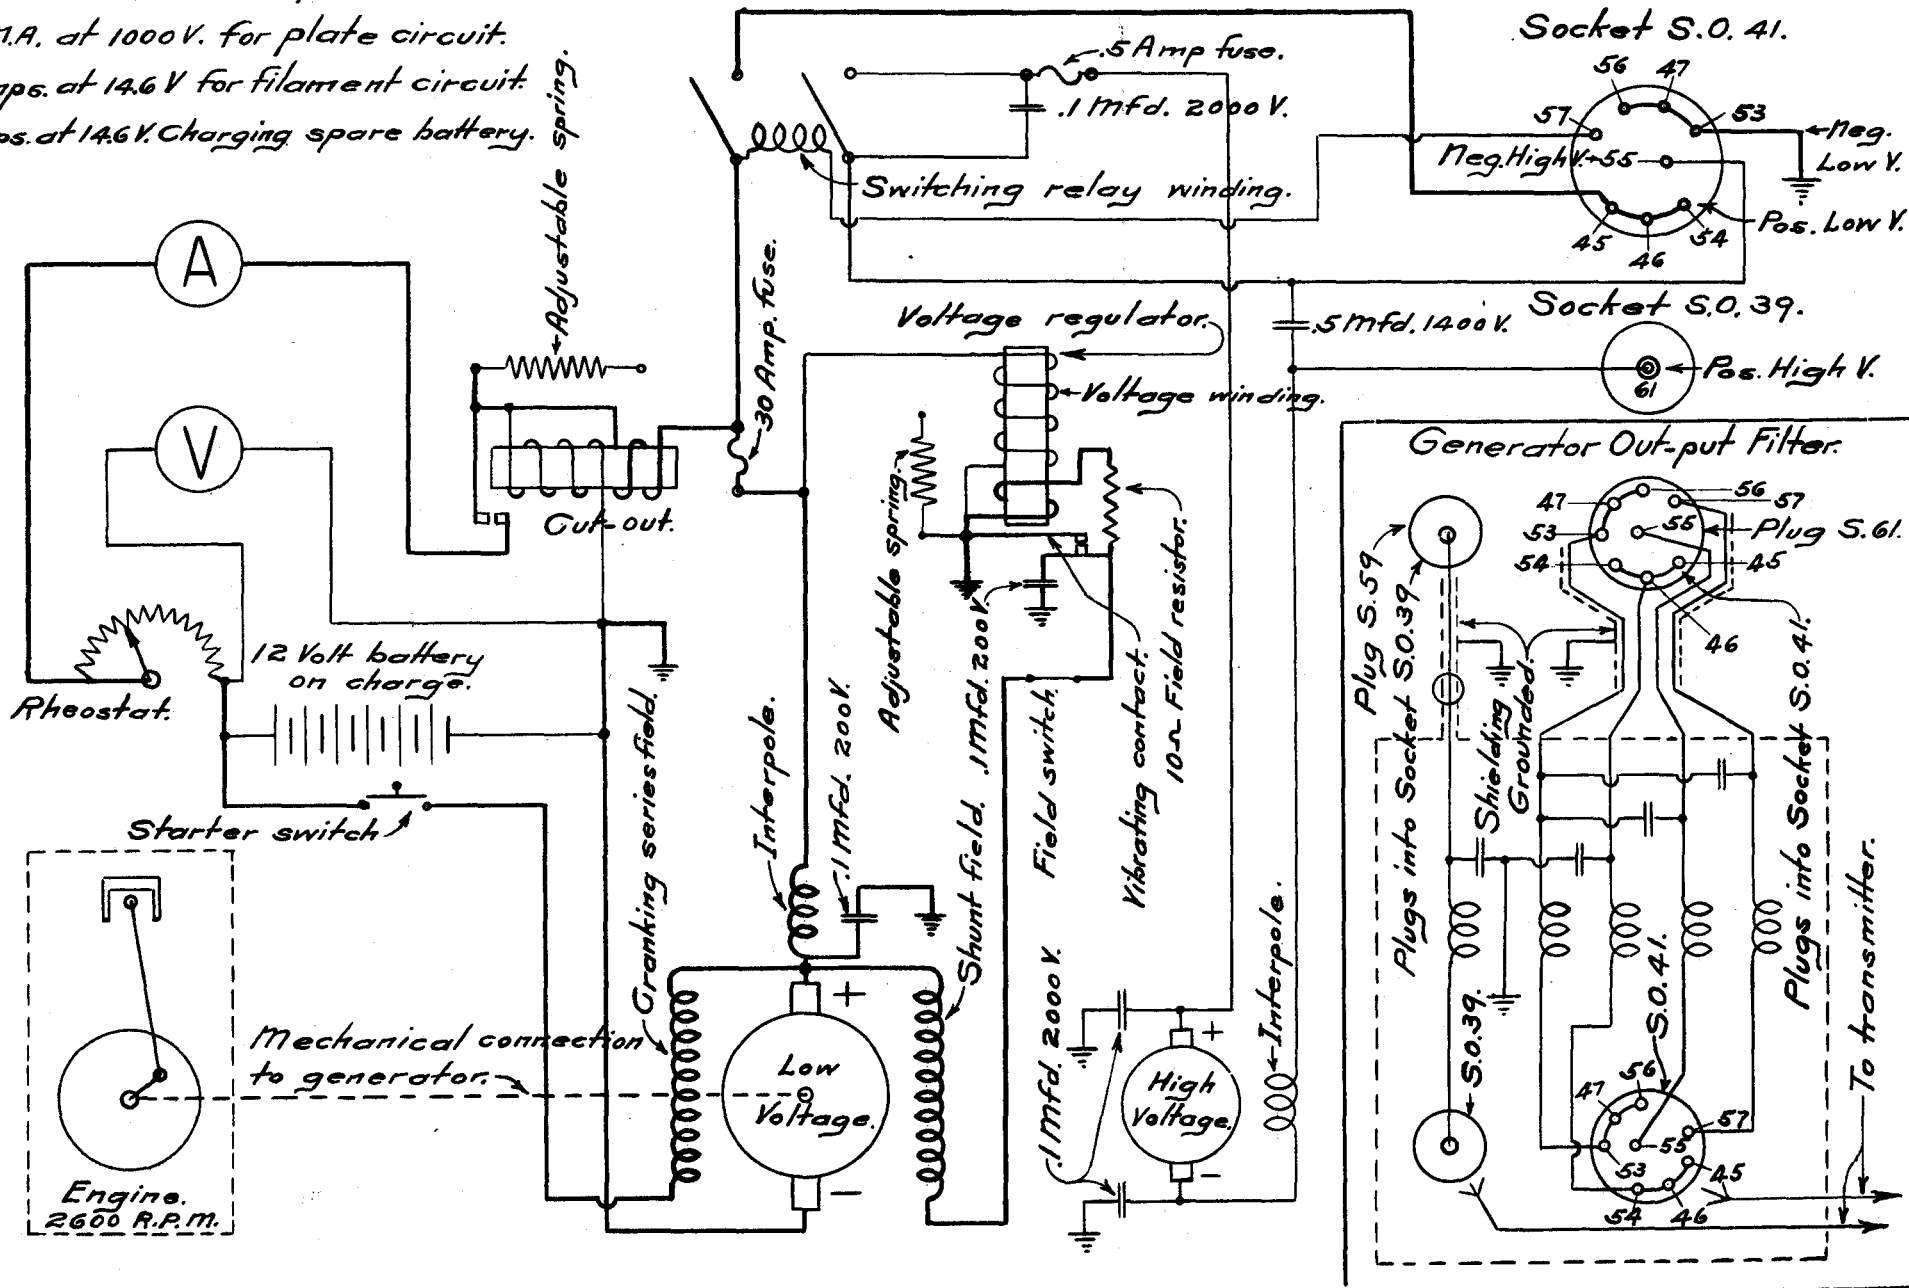 M.A. at 1000 V. for plate circuit.
mps. at 14.6 V for filament circuit.
ps. at 14.6 V. Charging spare battery.
Adjustable spring.
.5 Amp fuse.
.1 Mfd. 2000 V.
Switching relay winding.
Socket S.O. 41.
56 47
57 53
Neg. High V. 55
Neg.
Low V.
Pos. Low V.
45 46 54
A
V
30 Amp. fuse.
Voltage regulator.
.5 Mfd. 1400 V.
Socket S.O. 39.
Pos. High V.
61
Voltage winding.
Cut-out.
Adjustable spring.
10Ω Field resistor.
Rheostat.
12 Volt battery
on charge.
Starter switch
Cranking series field.
Interpole.
.1 Mfd. 200 V.
Shunt field.
.1 Mfd. 200 V.
Field switch.
Vibrating contact.
Engine.
2600 R.P.M.
Mechanical connection
to generator.
+
Low
Voltage.
−
.1 Mfd. 2000 V.
+
High
Voltage.
−
Interpole.
Generator Out-put Filter.
47 56 57
53 55
54 45
46
Plug S.61.
Plug S.59
Plugs into Socket S.O.39.
Shielding
Grounded.
Plugs into Socket S.O.41.
S.O.39.
S.O.41.
47 56 57
53 55 45
54 46
To transmitter.